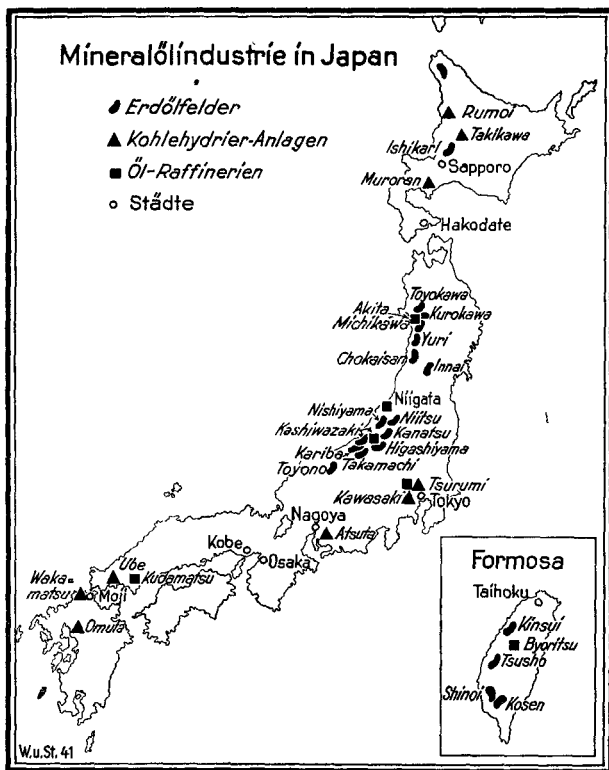 Mineralölindustrie in Japan
Erdölfelder
Kohlehydrier-Anlagen
Öl-Raffinerien
Städte
Rumoi
Takikawa
Ishikari
Sapporo
Muroran
Hakodate
Toyokawa
Akita
Kurokawa
Michikawa
Yuri
Chokaisan
Innai
Niigata
Nishiyama
Niitsu
Kashiwazaki
Kanatsu
Kariba
Higashiyama
Toyono
Takamachi
Tsurumi
Kawasaki
Tokyo
Nagoya
Atsuta
Kobe
Osaka
Ube
Kudamatsu
Waka-
matsu
Moji
Omuta
Formosa
Taihoku
Kinsui
Byoritsu
Tsusho
Shinoi
Kosen
W.u.St. 41